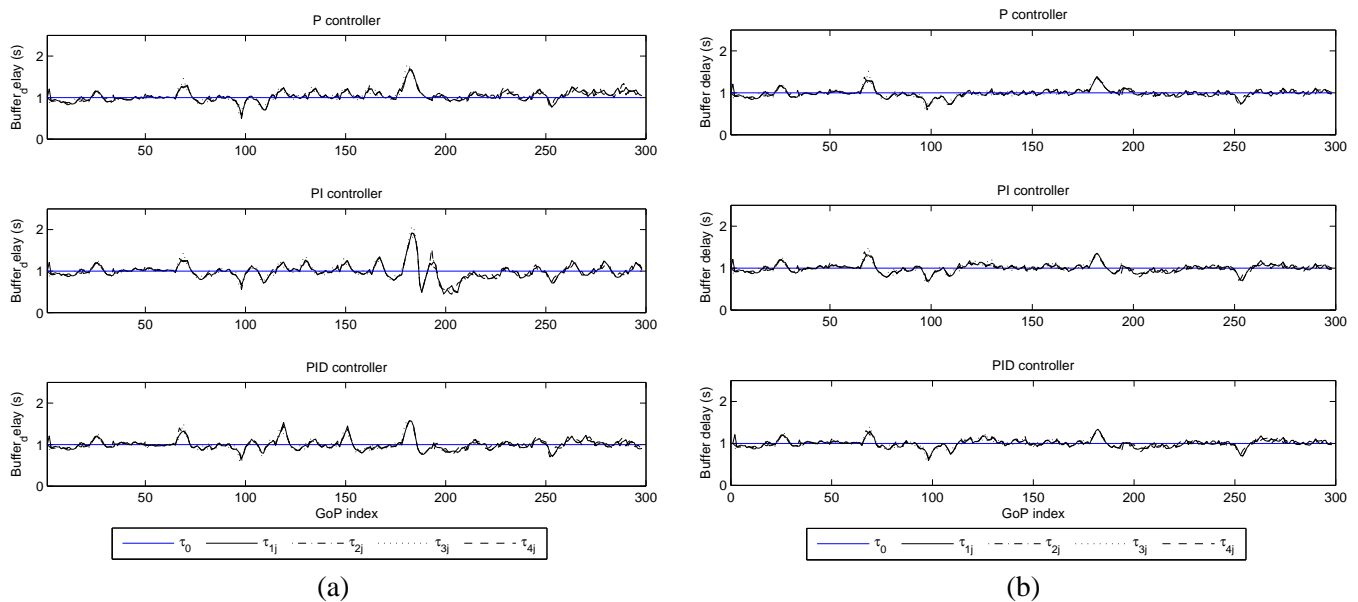 P controller
Buffer_delay (s)
2
1
0
50 100 150 200 250 300
PI controller
Buffer_delay (s)
2
1
0
50 100 150 200 250 300
PID controller
Buffer_delay (s)
2
1
0
50 100 150 200 250 300
GoP index
τ0 τ1j τ2j τ3j τ4j
(a)
P controller
Buffer delay (s)
2
1
0
50 100 150 200 250 300
PI controller
Buffer delay (s)
2
1
0
50 100 150 200 250 300
PID controller
Buffer delay (s)
2
1
0
0 50 100 150 200 250 300
GoP index
τ0 τ1j τ2j τ3j τ4j
(b)